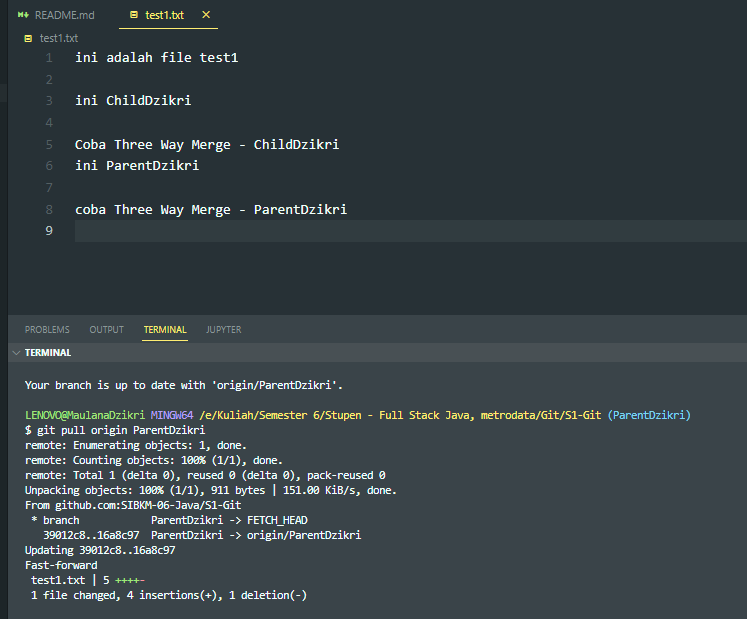 README.md test1.txt
test1.txt
1 ini adalah file test1
2
3 ini ChildDzikri
4
5 Coba Three Way Merge - ChildDzikri
6 ini ParentDzikri
7
8 coba Three Way Merge - ParentDzikri
9
PROBLEMS OUTPUT TERMINAL JUPYTER
TERMINAL
Your branch is up to date with 'origin/ParentDzikri'.
LENOVO@MaulanaDzikri MINGW64 /e/Kuliah/Semester 6/Stupen - Full Stack Java, metrodata/Git/S1-Git (ParentDzikri)
$ git pull origin ParentDzikri
remote: Enumerating objects: 1, done.
remote: Counting objects: 100% (1/1), done.
remote: Total 1 (delta 0), reused 0 (delta 0), pack-reused 0
Unpacking objects: 100% (1/1), 911 bytes | 151.00 KiB/s, done.
From github.com:SIBKM-06-Java/S1-Git
* branch ParentDzikri -> FETCH_HEAD
39012c8..16a8c97 ParentDzikri -> origin/ParentDzikri
Updating 39012c8..16a8c97
Fast-forward
test1.txt | 5 ++++-
1 file changed, 4 insertions(+), 1 deletion(-)